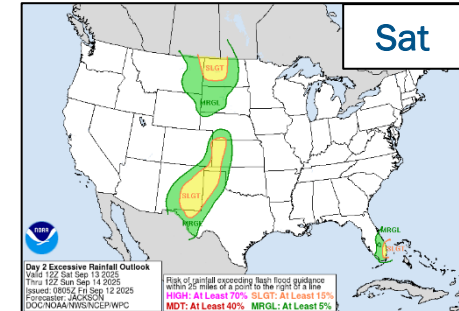 Sat
SLGT
MRGL
SLGT
MRGL
MRGL
SLGT
NOAA
Day 2 Excessive Rainfall Outlook
Valid 12Z Sat Sep 13 2025
Thru 12Z Sun Sep 14 2025
Issued: 0805Z Fri Sep 12 2025
Forecaster: JACKSON
DOC/NOAA/NWS/NCEP/WPC
Risk of rainfall exceeding flash flood guidance
within 25 miles of a point to the right of a line
HIGH: At Least 70% SLGT: At Least 15%
MDT: At Least 40% MRGL: At Least 5%